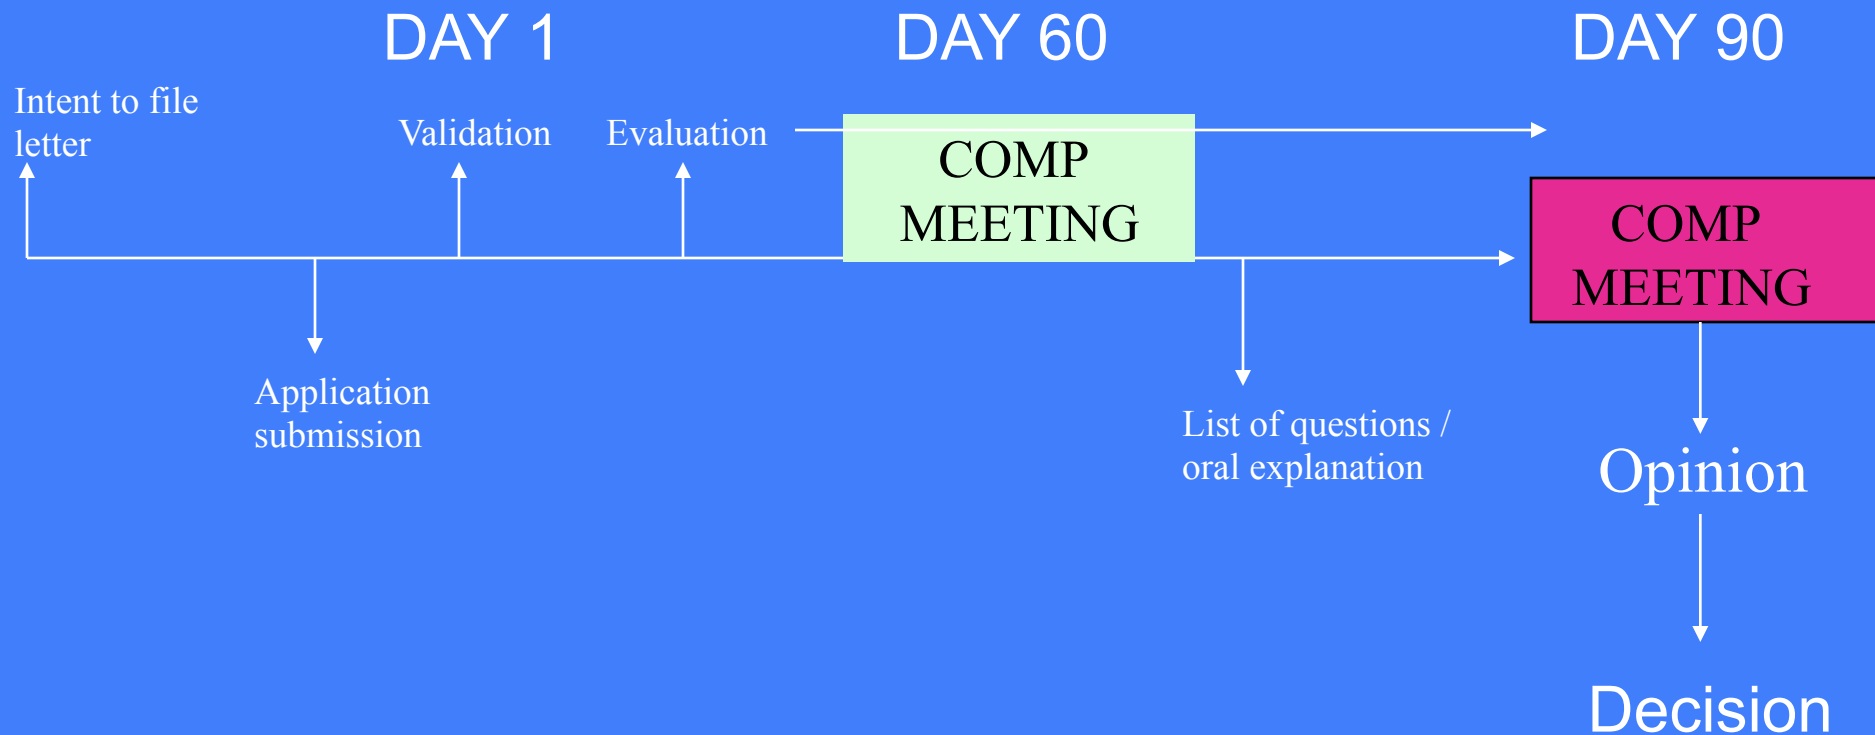 DAY 1
DAY 60
DAY 90
Intent to file
letter
Validation
Evaluation
COMP
MEETING
COMP
MEETING
Application
submission
List of questions /
oral explanation
Opinion
Decision